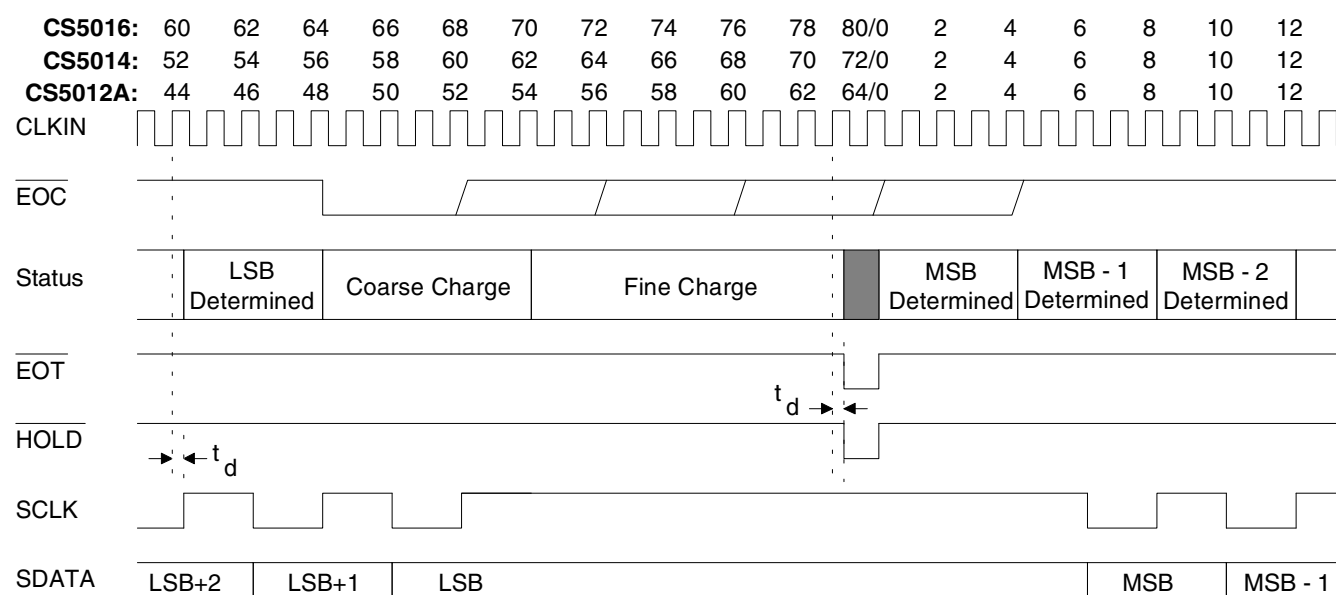 CS5016: 60 62 64 66 68 70 72 74 76 78 80/0 2 4 6 8 10 12
CS5014: 52 54 56 58 60 62 64 66 68 70 72/0 2 4 6 8 10 12
CS5012A: 44 46 48 50 52 54 56 58 60 62 64/0 2 4 6 8 10 12
CLKIN
EOC
Status
LSB
Determined
Coarse Charge
Fine Charge
MSB
Determined
MSB - 1
Determined
MSB - 2
Determined
EOT
td
HOLD
td
SCLK
SDATA LSB+2 LSB+1 LSB MSB MSB - 1